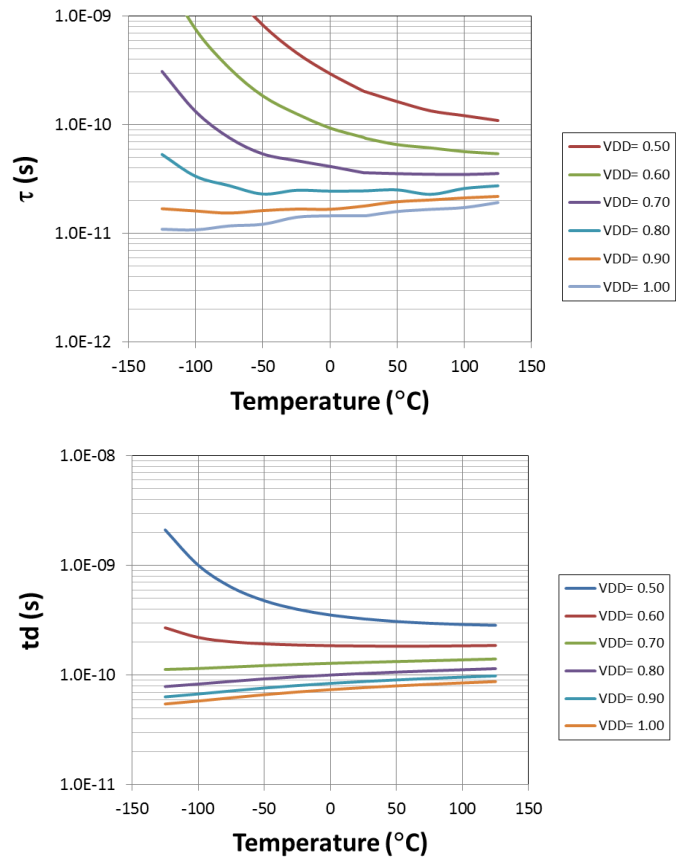 1.0E-09
1.0E-10
1.0E-11
1.0E-12
τ (s)
-150 -100 -50 0 50 100 150
Temperature (°C)
VDD= 0.50
VDD= 0.60
VDD= 0.70
VDD= 0.80
VDD= 0.90
VDD= 1.00
1.0E-08
1.0E-09
1.0E-10
1.0E-11
td (s)
-150 -100 -50 0 50 100 150
Temperature (°C)
VDD= 0.50
VDD= 0.60
VDD= 0.70
VDD= 0.80
VDD= 0.90
VDD= 1.00